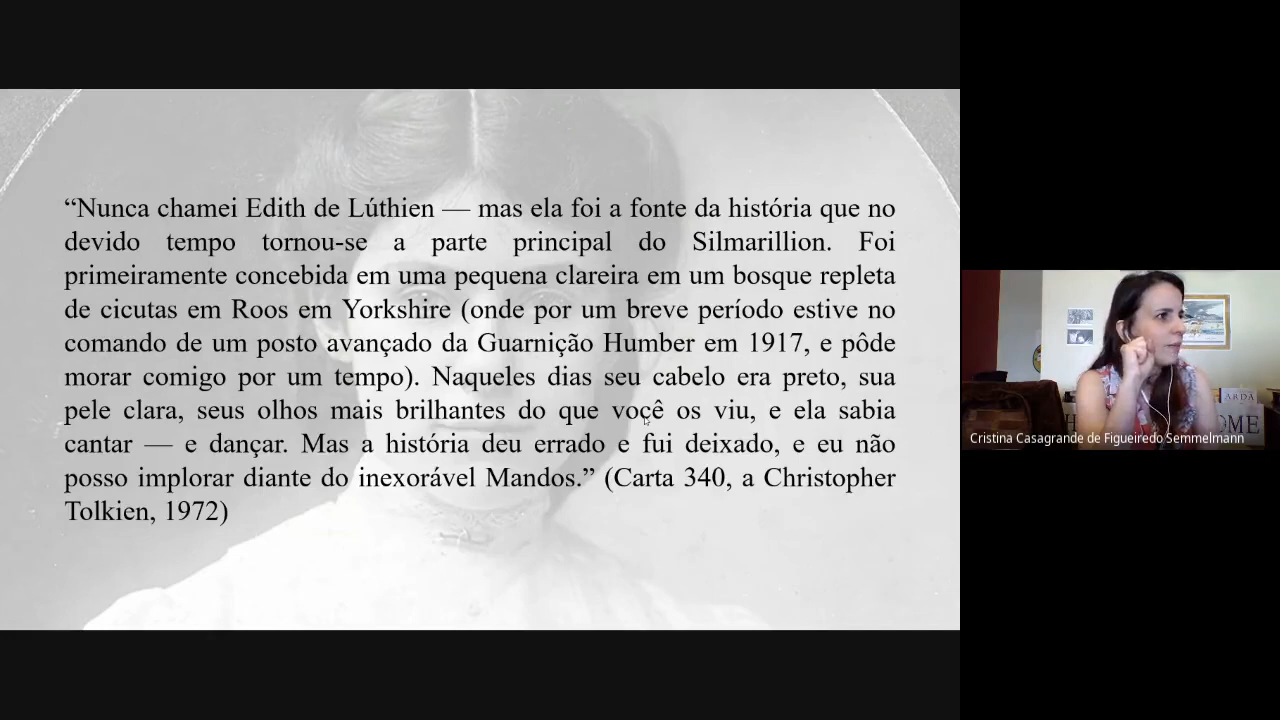 “Nunca chamei Edith de Lúthien — mas ela foi a fonte da história que no
devido tempo tornou-se a parte principal do Silmarillion. Foi
primeiramente concebida em uma pequena clareira em um bosque repleta
de cicutas em Roos em Yorkshire (onde por um breve período estive no
comando de um posto avançado da Guarnição Humber em 1917, e pôde
morar comigo por um tempo). Naqueles dias seu cabelo era preto, sua
pele clara, seus olhos mais brilhantes do que você os viu, e ela sabia
cantar — e dançar. Mas a história deu errado e fui deixado, e eu não
posso implorar diante do inexorável Mandos.” (Carta 340, a Christopher
Tolkien, 1972)
ARDA
Cristina Casagrande de Figueiredo Semmelmann